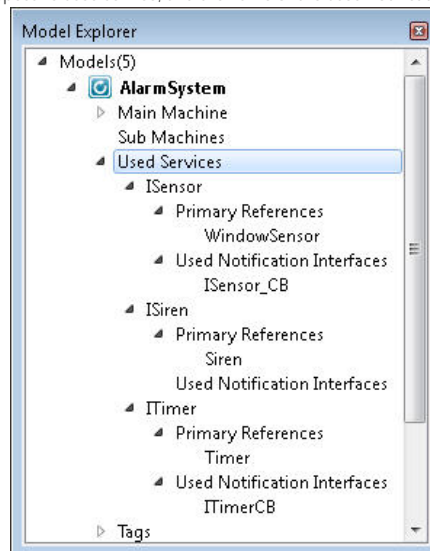 Model Explorer
Models(5)
AlarmSystem
Main Machine
Sub Machines
Used Services
ISensor
Primary References
WindowSensor
Used Notification Interfaces
ISensor_CB
ISiren
Primary References
Siren
Used Notification Interfaces
ITimer
Primary References
Timer
Used Notification Interfaces
ITimerCB
Tags